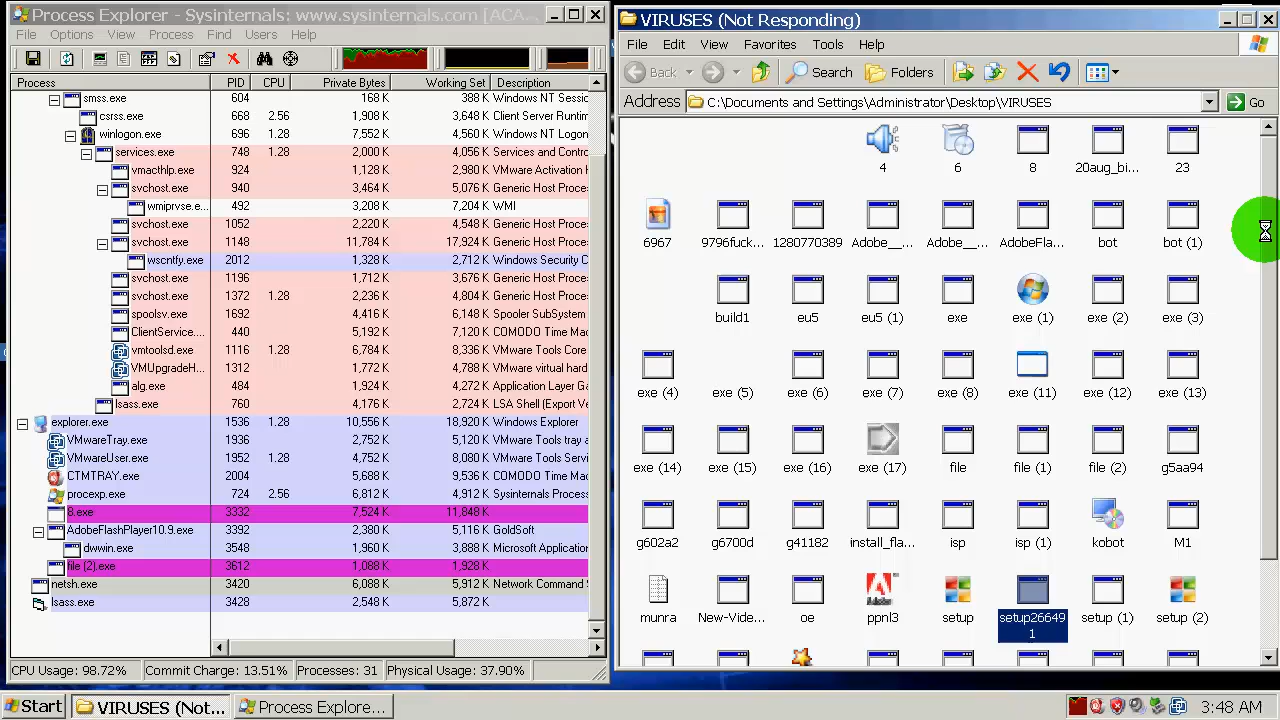 Process Explorer - Sysinternals: www.sysinternals.com [ACA...
File Options View Process Find Users Help
Process PID CPU Private Bytes Working Set Description
smss.exe 604 168 K 388 K Windows NT Sessio
csrss.exe 668 2.56 1,908 K 3,648 K Client Server Runtim
winlogon.exe 696 1.28 7,552 K 4,560 K Windows NT Logon
services.exe 748 1.28 2,000 K 4,056 K Services and Contro
vmacthlp.exe 924 1,128 K 2,980 K VMware Activation H
svchost.exe 940 3,464 K 5,076 K Generic Host Proce:
wmiprvse.e... 492 3,208 K 7,204 K WMI
svchost.exe 1052 2,220 K 4,548 K Generic Host Proce:
svchost.exe 1148 11,784 K 17,924 K Generic Host Proce:
wscntfy.exe 2012 1,328 K 2,712 K Windows Security C
svchost.exe 1196 1,712 K 3,676 K Generic Host Proce:
svchost.exe 1372 1.28 2,236 K 4,804 K Generic Host Proce:
spoolsv.exe 1692 4,416 K 6,148 K Spooler SubSystem
ClientService.... 440 5,192 K 7,120 K COMODO Time Mac
vmtoolsd.exe 1116 1.28 6,784 K 8,336 K VMware Tools Core
VMUpgradeH... 1312 1,772 K 4,788 K VMware virtual hard
alg.exe 484 1,924 K 4,272 K Application Layer Ga
lsass.exe 760 4,176 K 2,724 K LSA Shell (Export Ve
explorer.exe 1536 1.28 10,556 K 18,920 K Windows Explorer
VMwareTray.exe 1936 2,752 K 5,120 K VMware Tools tray a
VMwareUser.exe 1952 1.28 4,580 K 8,080 K VMware Tools Servi
CTMTRAY.exe 2004 5,688 K 9,536 K COMODO Time Mac
procexp.exe 724 2.56 6,812 K 4,912 K Sysinternals Proces
8.exe 3332 7,524 K 11,848 K
AdobeFlashPlayer10.9.exe 3392 2,380 K 5,116 K GoldSoft
dwwin.exe 3548 1,960 K 3,888 K Microsoft Application
file (2).exe 3612 1,088 K 1,928 K
netsh.exe 3420 6,088 K 5,912 K Network Command S
lsass.exe 3428 2,548 K 5,872 K
CPU Usage: 98.72% Commit Charge: 13.51% Processes: 31 Physical Usage: 37.90%
VIRUSES (Not Responding)
File Edit View Favorites Tools Help
Back Search Folders
Address C:\Documents and Settings\Administrator\Desktop\VIRUSES Go
4 6 8 20aug_bi... 23
6967 9796fuck... 1280770389 Adobe__... Adobe__... AdobeFla... bot bot (1)
build1 eu5 eu5 (1) exe exe (1) exe (2) exe (3)
exe (4) exe (5) exe (6) exe (7) exe (8) exe (11) exe (12) exe (13)
exe (14) exe (15) exe (16) exe (17) file file (1) file (2) g5aa94
g602a2 g6700d g41182 install_fla... isp isp (1) kobot M1
munra New-Vide... oe ppnl3 setup setup26649 setup (1) setup (2)
1
Start VIRUSES (Not... Process Explore... 3:48 AM